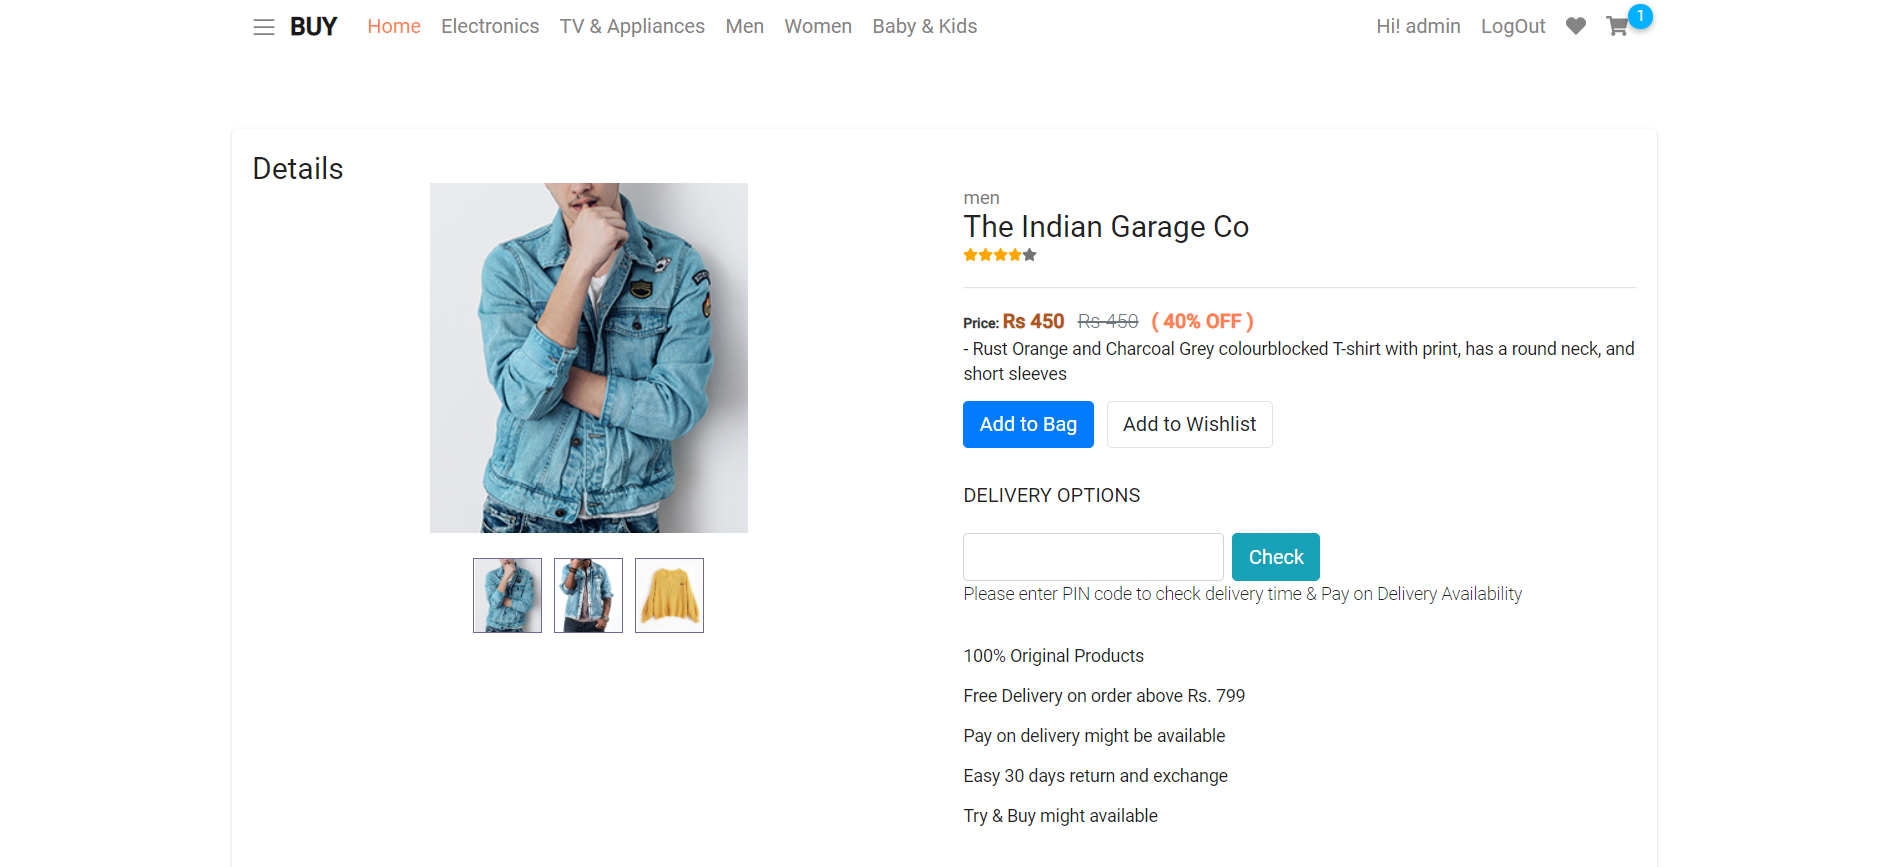 BUY Home Electronics TV & Appliances Men Women Baby & Kids Hi! admin LogOut 1
Details
men
The Indian Garage Co
Price: Rs 450 Rs 450 ( 40% OFF )
- Rust Orange and Charcoal Grey colourblocked T-shirt with print, has a round neck, and
short sleeves
Add to Bag Add to Wishlist
DELIVERY OPTIONS
Check
Please enter PIN code to check delivery time & Pay on Delivery Availability
100% Original Products
Free Delivery on order above Rs. 799
Pay on delivery might be available
Easy 30 days return and exchange
Try & Buy might available